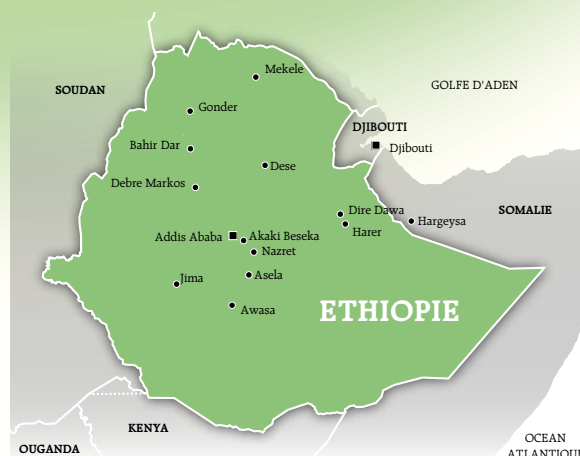 Mekele
SOUDAN
GOLFE D'ADEN
Gonder
DJIBOUTI
Bahir Dar
Djibouti
Dese
Debre Markos
Dire Dawa
SOMALIE
Hargeysa
Harer
Addis Ababa
Akaki Beseka
Nazret
Jima
Asela
Awasa
ETHIOPIE
KENYA
OUGANDA
OCEAN
ATLANTIQUE